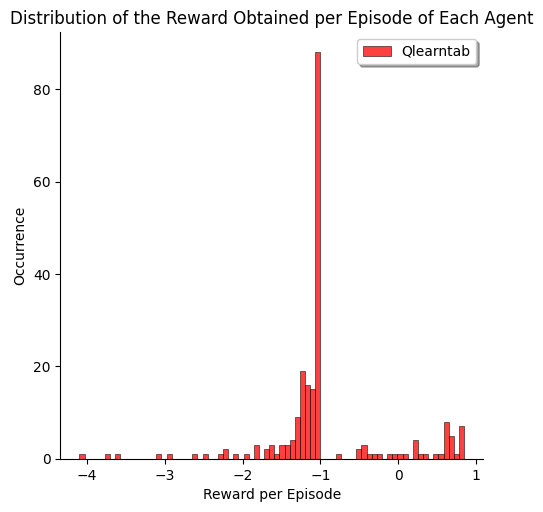 Distribution of the Reward Obtained per Episode of Each Agent
Qlearntab
80
60
40
20
0
Occurrence
−4
−3
−2
−1
0
1
Reward per Episode